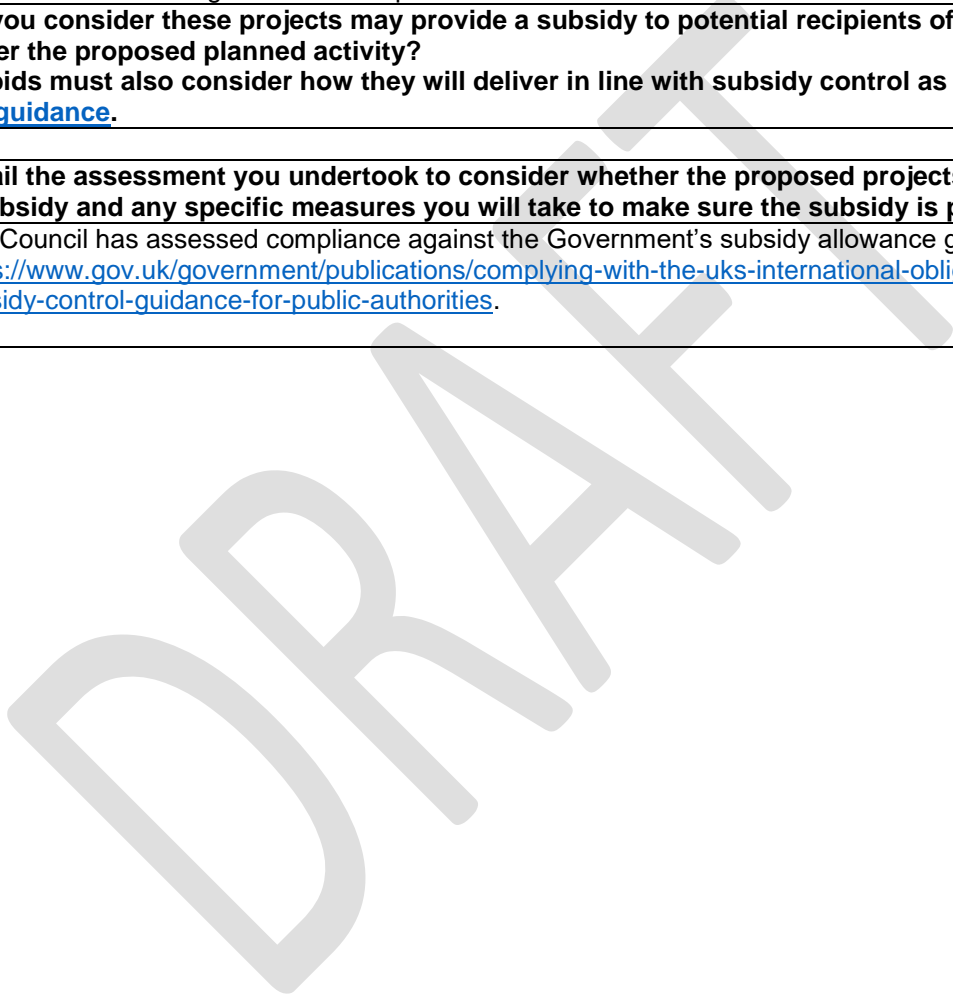 you consider these projects may provide a subsidy to potential recipients of
er the proposed planned activity?
ids must also consider how they will deliver in line with subsidy control as
guidance.
il the assessment you undertook to consider whether the proposed projects
bsidy and any specific measures you will take to make sure the subsidy is p
Council has assessed compliance against the Government's subsidy allowance g
s://www.gov.uk/government/publications/complying-with-the-uks-international-obli
sidy-control-guidance-for-public-authorities.
DRAFT